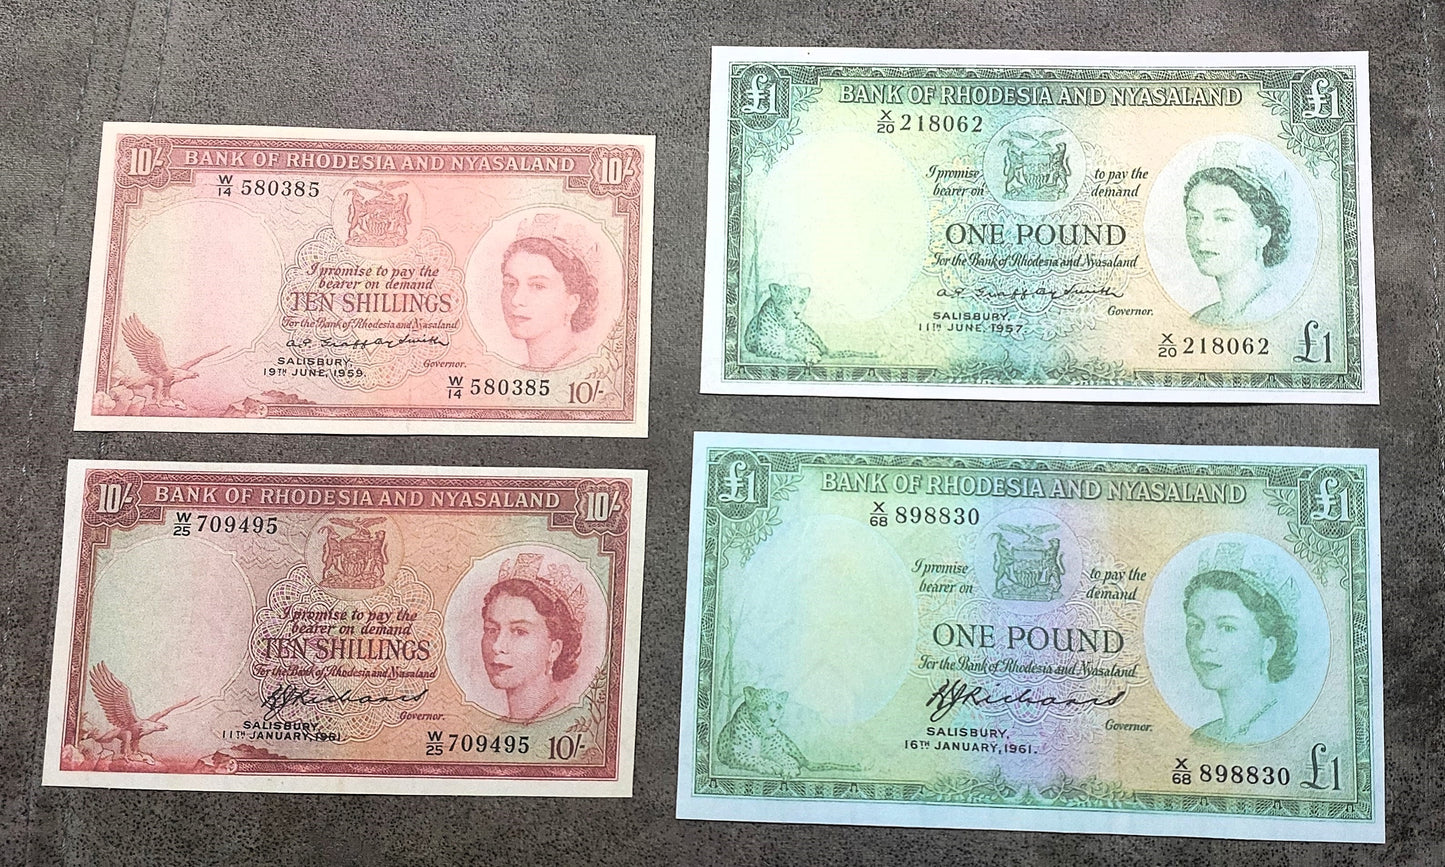 10/- BANK OF RHODESIA AND NYASALAND 10/-
W/14 580385
I promise to pay the
bearer on demand
TEN SHILLINGS
For the Bank of Rhodesia and Nyasaland
Governor.
SALISBURY,
19TH JUNE, 1959.
W/14 580385 10/-
£1 BANK OF RHODESIA AND NYASALAND £1
X/20 218062
I promise to pay the
bearer on demand
ONE POUND
For the Bank of Rhodesia and Nyasaland
Governor.
SALISBURY,
11TH JUNE, 1957.
X/20 218062 £1
10/- BANK OF RHODESIA AND NYASALAND 10/-
W/25 709495
I promise to pay the
bearer on demand
TEN SHILLINGS
For the Bank of Rhodesia and Nyasaland
BJRichards
Governor.
SALISBURY,
11TH JANUARY, 1961.
W/25 709495 10/-
£1 BANK OF RHODESIA AND NYASALAND £1
X/68 898830
I promise to pay the
bearer on demand
ONE POUND
For the Bank of Rhodesia and Nyasaland
BJRichards
Governor.
SALISBURY,
16TH JANUARY, 1961.
X/68 898830 £1